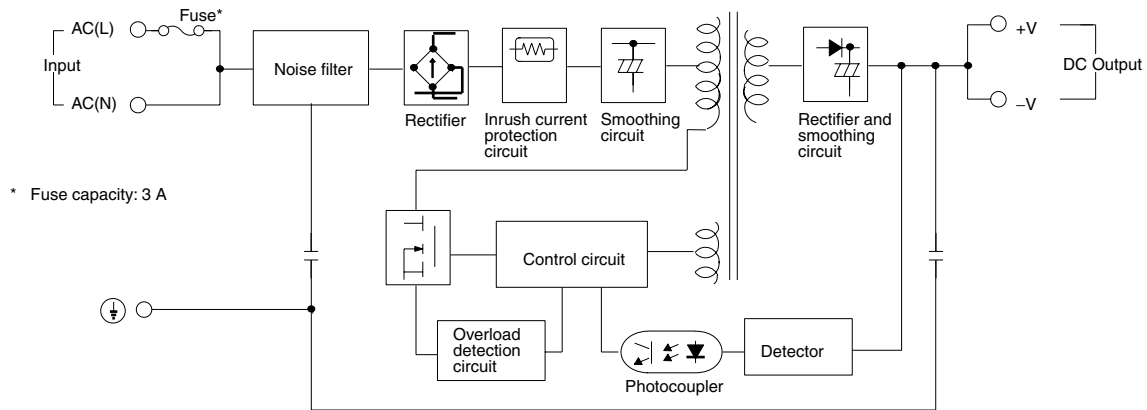 Fuse*
AC(L)
Input
AC(N)
Noise filter
Rectifier
Inrush current
protection
circuit
Smoothing
circuit
Rectifier and
smoothing
circuit
+V
DC Output
–V
* Fuse capacity: 3 A
Control circuit
Overload
detection
circuit
Photocoupler
Detector